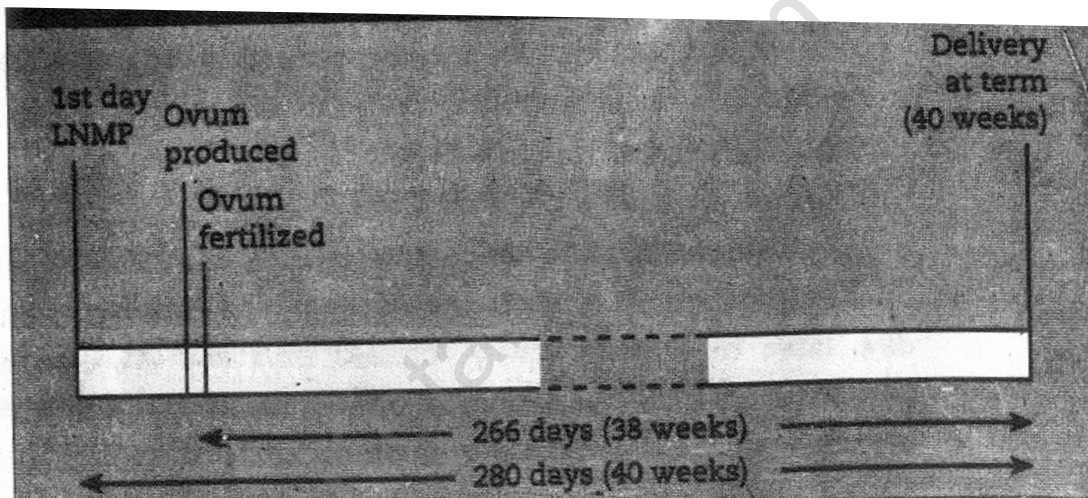 1st day
LNMP
Ovum
produced
Ovum
fertilized
Delivery
at term
(40 weeks)
266 days (38 weeks)
280 days (40 weeks)